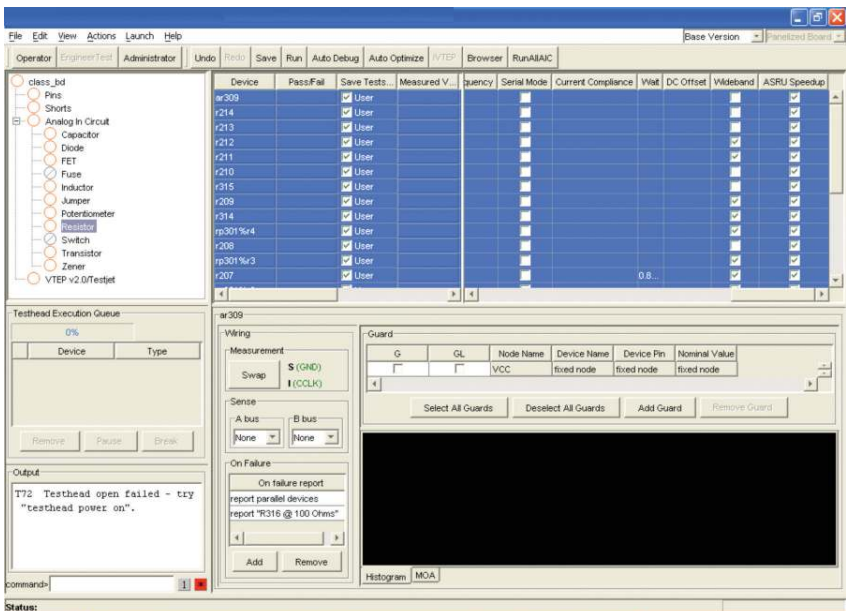 File Edit View Actions Launch Help
Base Version Panelized Board
Operator EngineerTest Administrator Undo Redo Save Run Auto Debug Auto Optimize IVTEP Browser RunAllAIC
class_bd
Pins
Shorts
Analog In Circuit
Capacitor
Diode
FET
Fuse
Inductor
Jumper
Potentiometer
Resistor
Switch
Transistor
Zener
VTEP v2.0/Testjet
Device Pass/Fail Save Tests... Measured V... quency Serial Mode Current Compliance Wait DC Offset Wideband ASRU Speedup
ar309 User
r214 User
r213 User
r212 User
r211 User
r210 User
r315 User
r209 User
r314 User
rp301%r4 User
r208 User
rp301%r3 User
r207 User 0.8...
Testhead Execution Queue
0%
Device Type
Remove Pause Break
Output
T72 Testhead open failed - try
"testhead power on".
command> 1
Status:
ar309
Wiring
Measurement
Swap
S (GND)
I (CCLK)
Sense
A bus B bus
None None
On Failure
On failure report
report parallel devices
report "R316 @ 100 Ohms"
Add Remove
Guard
G GL Node Name Device Name Device Pin Nominal Value
VCC fixed node fixed node fixed node
Select All Guards Deselect All Guards Add Guard Remove Guard
Histogram MOA